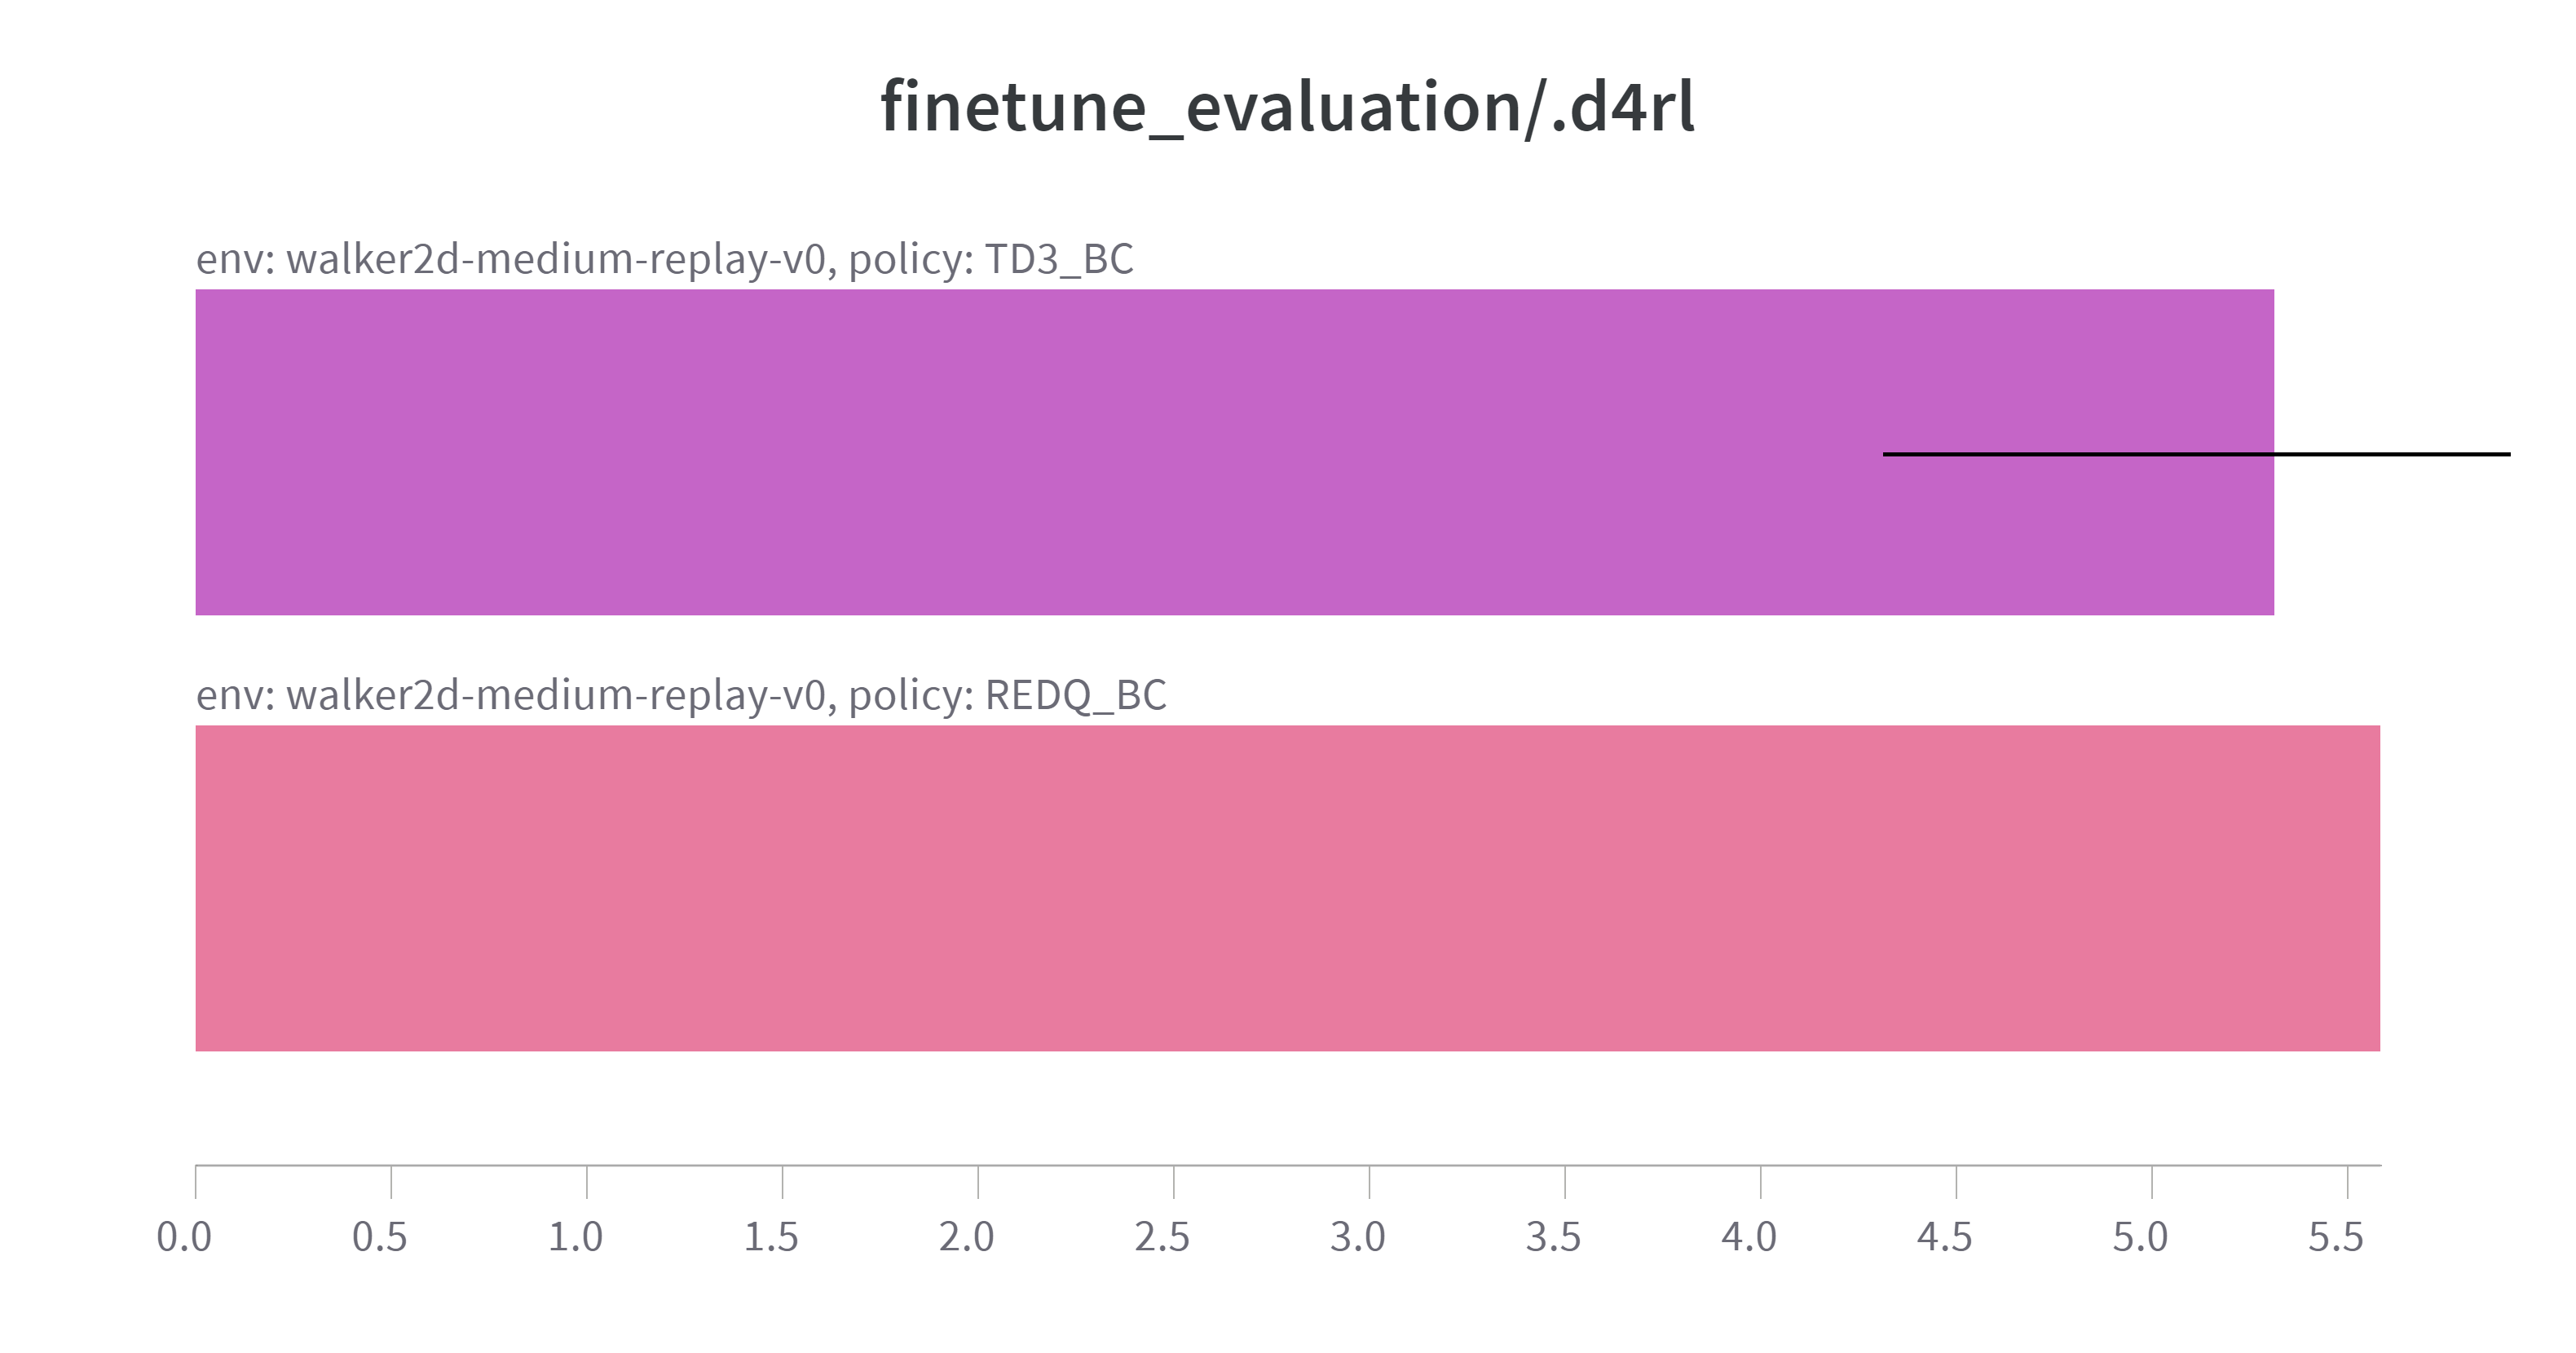 finetune_evaluation/.d4rl
env: walker2d-medium-replay-v0, policy: TD3_BC
env: walker2d-medium-replay-v0, policy: REDQ_BC
0.0 0.5 1.0 1.5 2.0 2.5 3.0 3.5 4.0 4.5 5.0 5.5